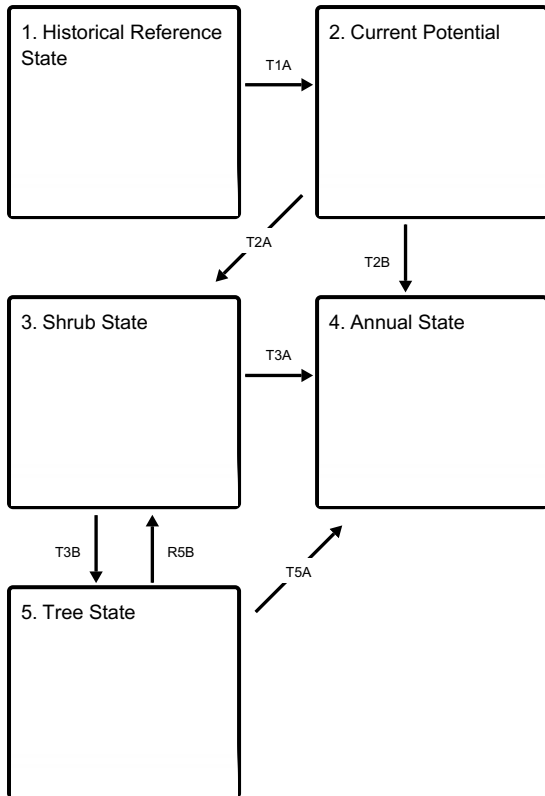 1. Historical Reference
State
T1A
2. Current Potential
T2A
T2B
3. Shrub State
T3A
4. Annual State
T3B
R5B
T5A
5. Tree State